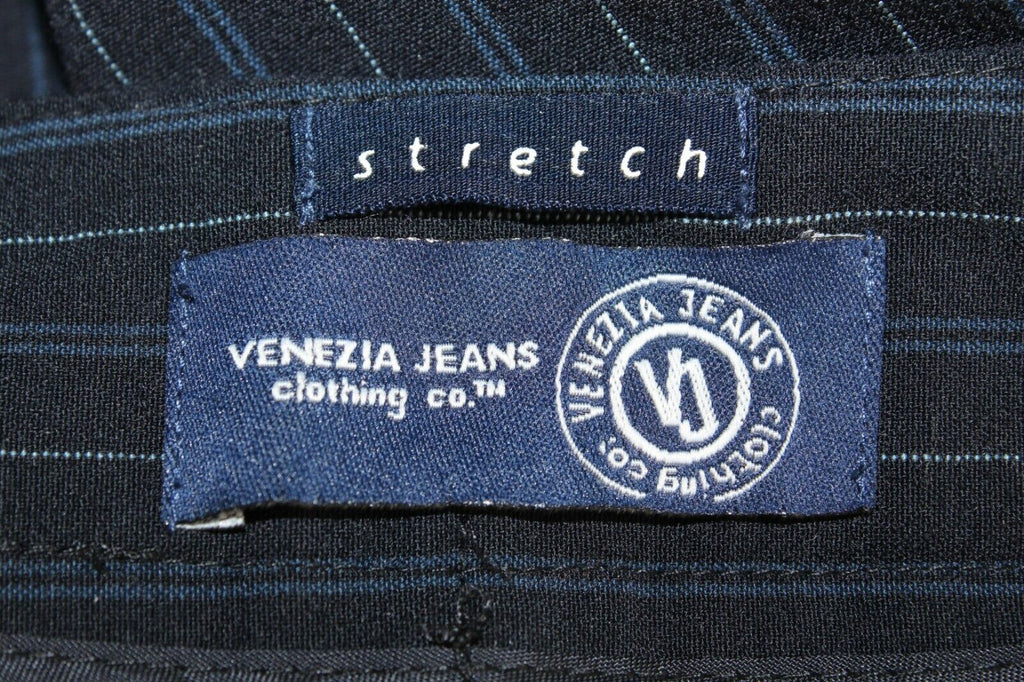 stretch
VENEZIA JEANS
clothing co.™
VENEZIA JEANS
clothing co.
VJ